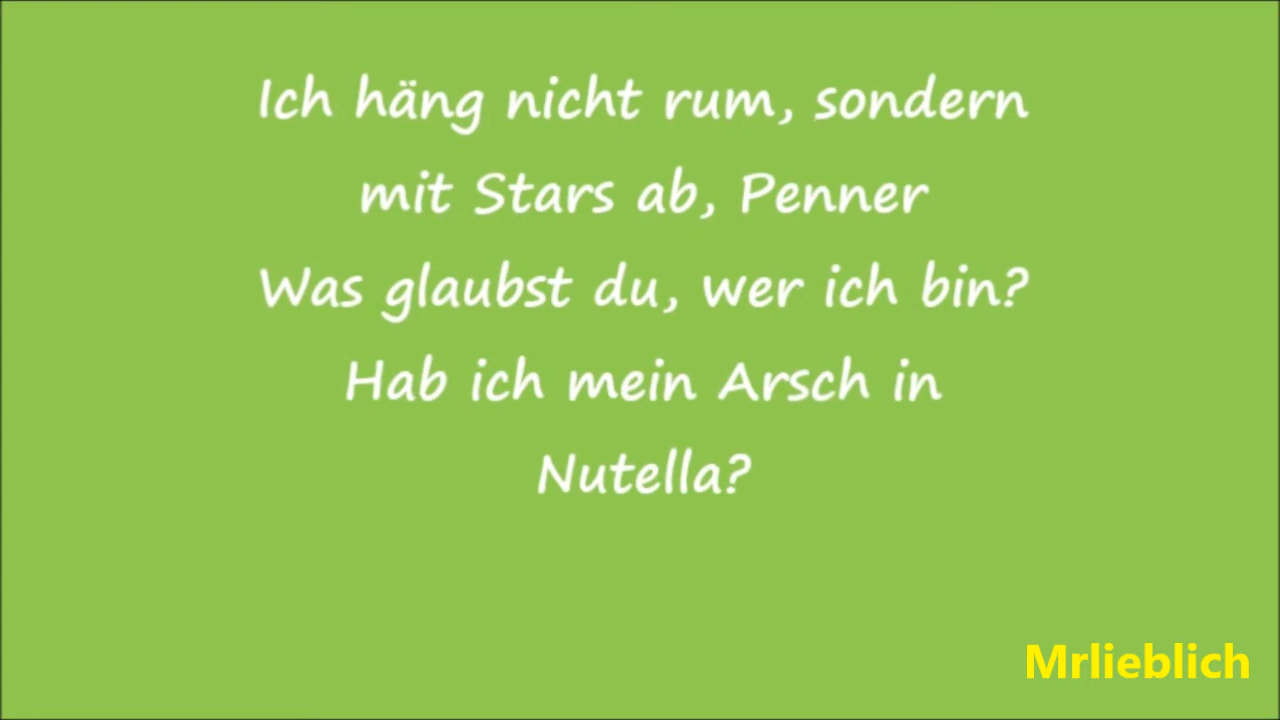 Ich häng nicht rum, sondern
mit Stars ab, Penner
Was glaubst du, wer ich bin?
Hab ich mein Arsch in
Nutella?
Mrlieblich